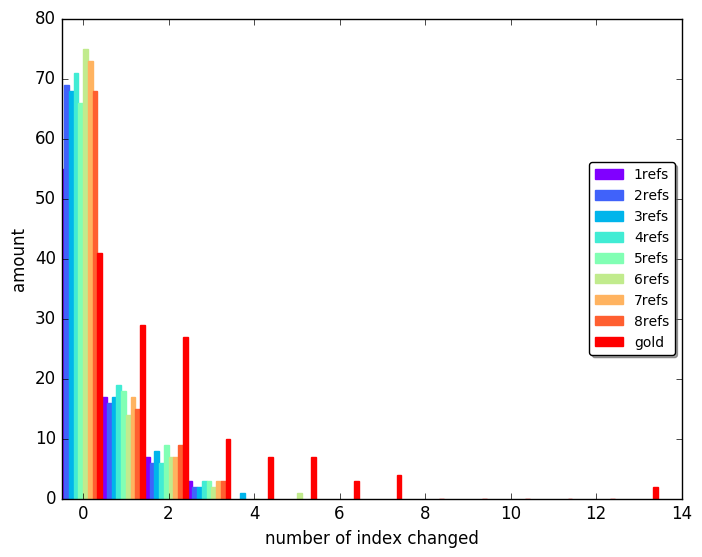 80
70
60
50
40
30
20
10
0
amount
1refs
2refs
3refs
4refs
5refs
6refs
7refs
8refs
gold
0 2 4 6 8 10 12 14
number of index changed